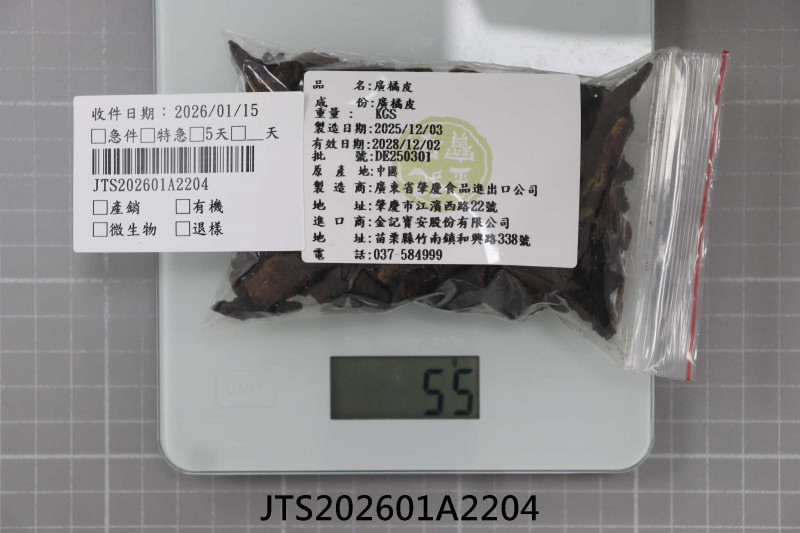 收件日期：2026/01/15
□急件□特急□5天□__天
JTS202601A2204
□產銷 □有機
□微生物 □退樣
品 名:廣橘皮
成 份:廣橘皮
重量： KGS
製造日期:2025/12/03
有效日期:2028/12/02
批 號:DE250301
原 產 地:中國
製 造 商:廣東省肇慶食品進出口公司
地 址:肇慶市江濱西路22號
進 口 商:金記寶安股份有限公司
地 址:苗栗縣竹南鎮和興路338號
電 話:037-584999
UNIT
55
JTS202601A2204